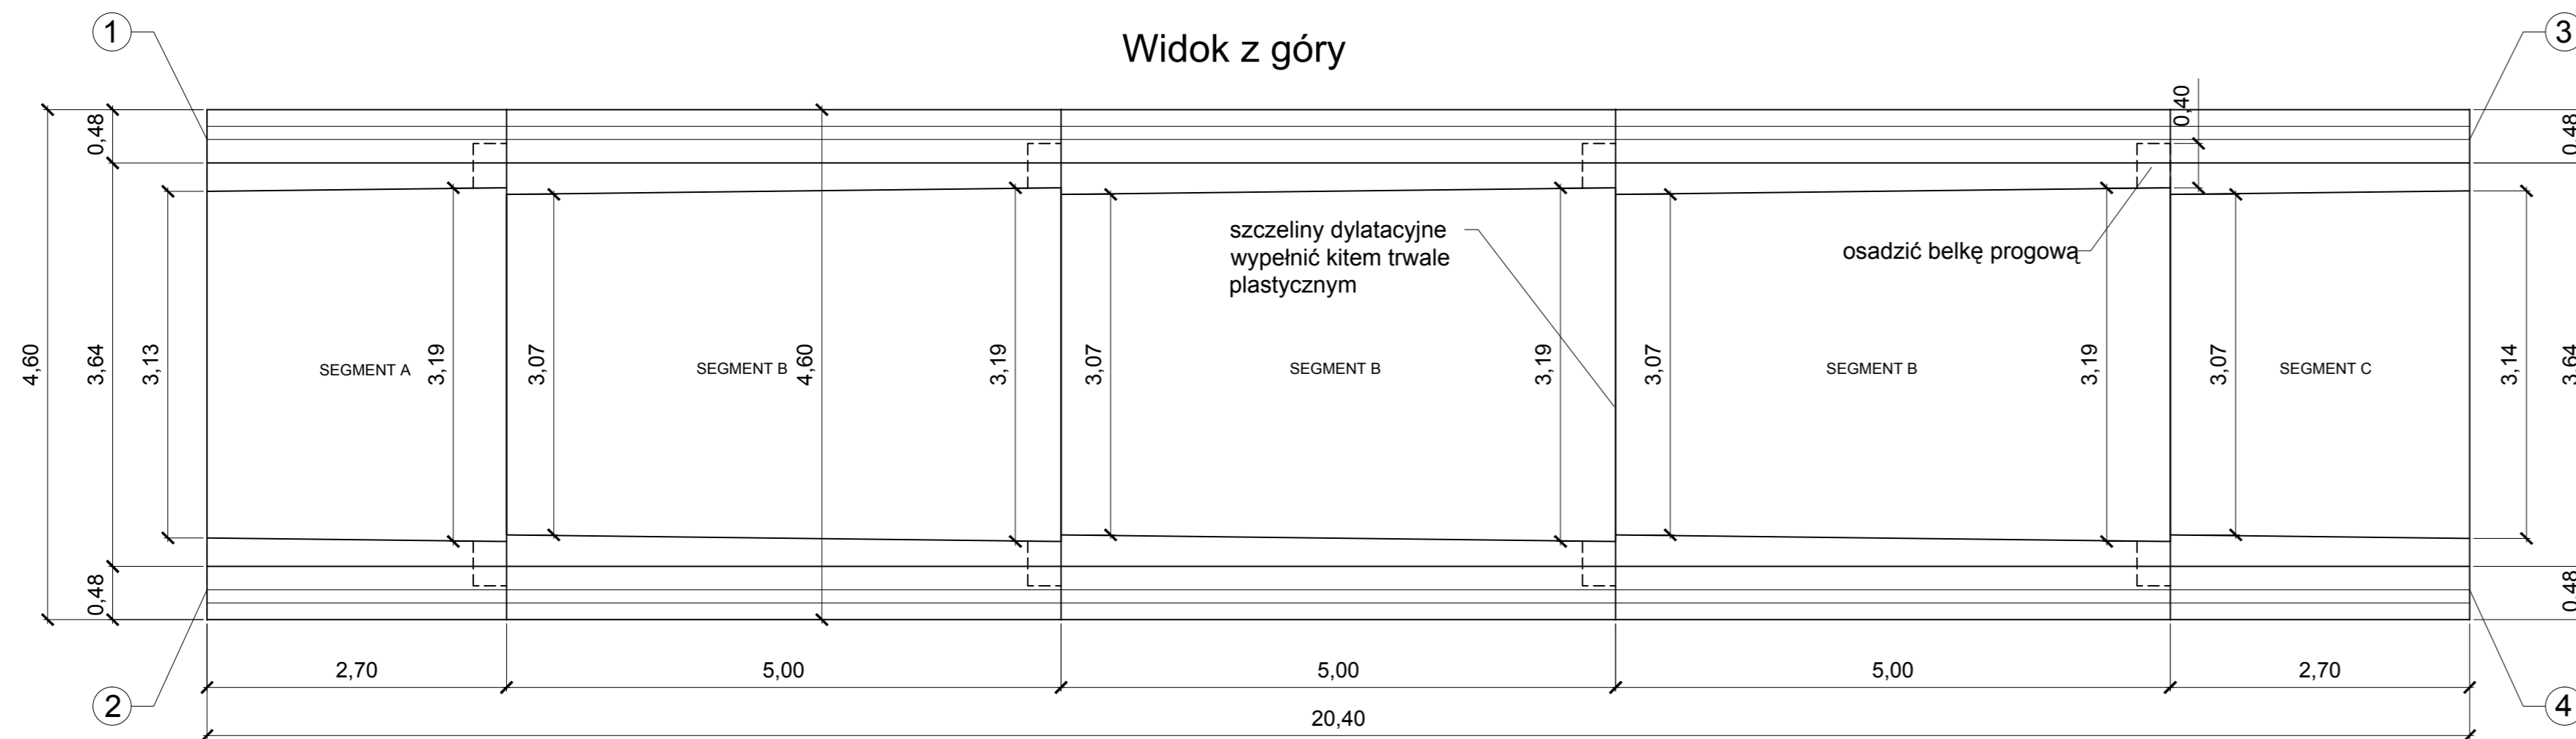 1
Widok z góry
3
0,48
0,40
0,48
szczeliny dylatacyjne
wypełnić kitem trwale
plastycznym
osadzić belkę progową
4,60
3,64
3,13
SEGMENT A
3,19
3,07
SEGMENT B
4,60
3,19
3,07
SEGMENT B
3,19
3,07
SEGMENT B
3,19
3,07
SEGMENT C
3,14
3,64
0,48
0,48
2,70
5,00
5,00
5,00
2,70
2
20,40
4